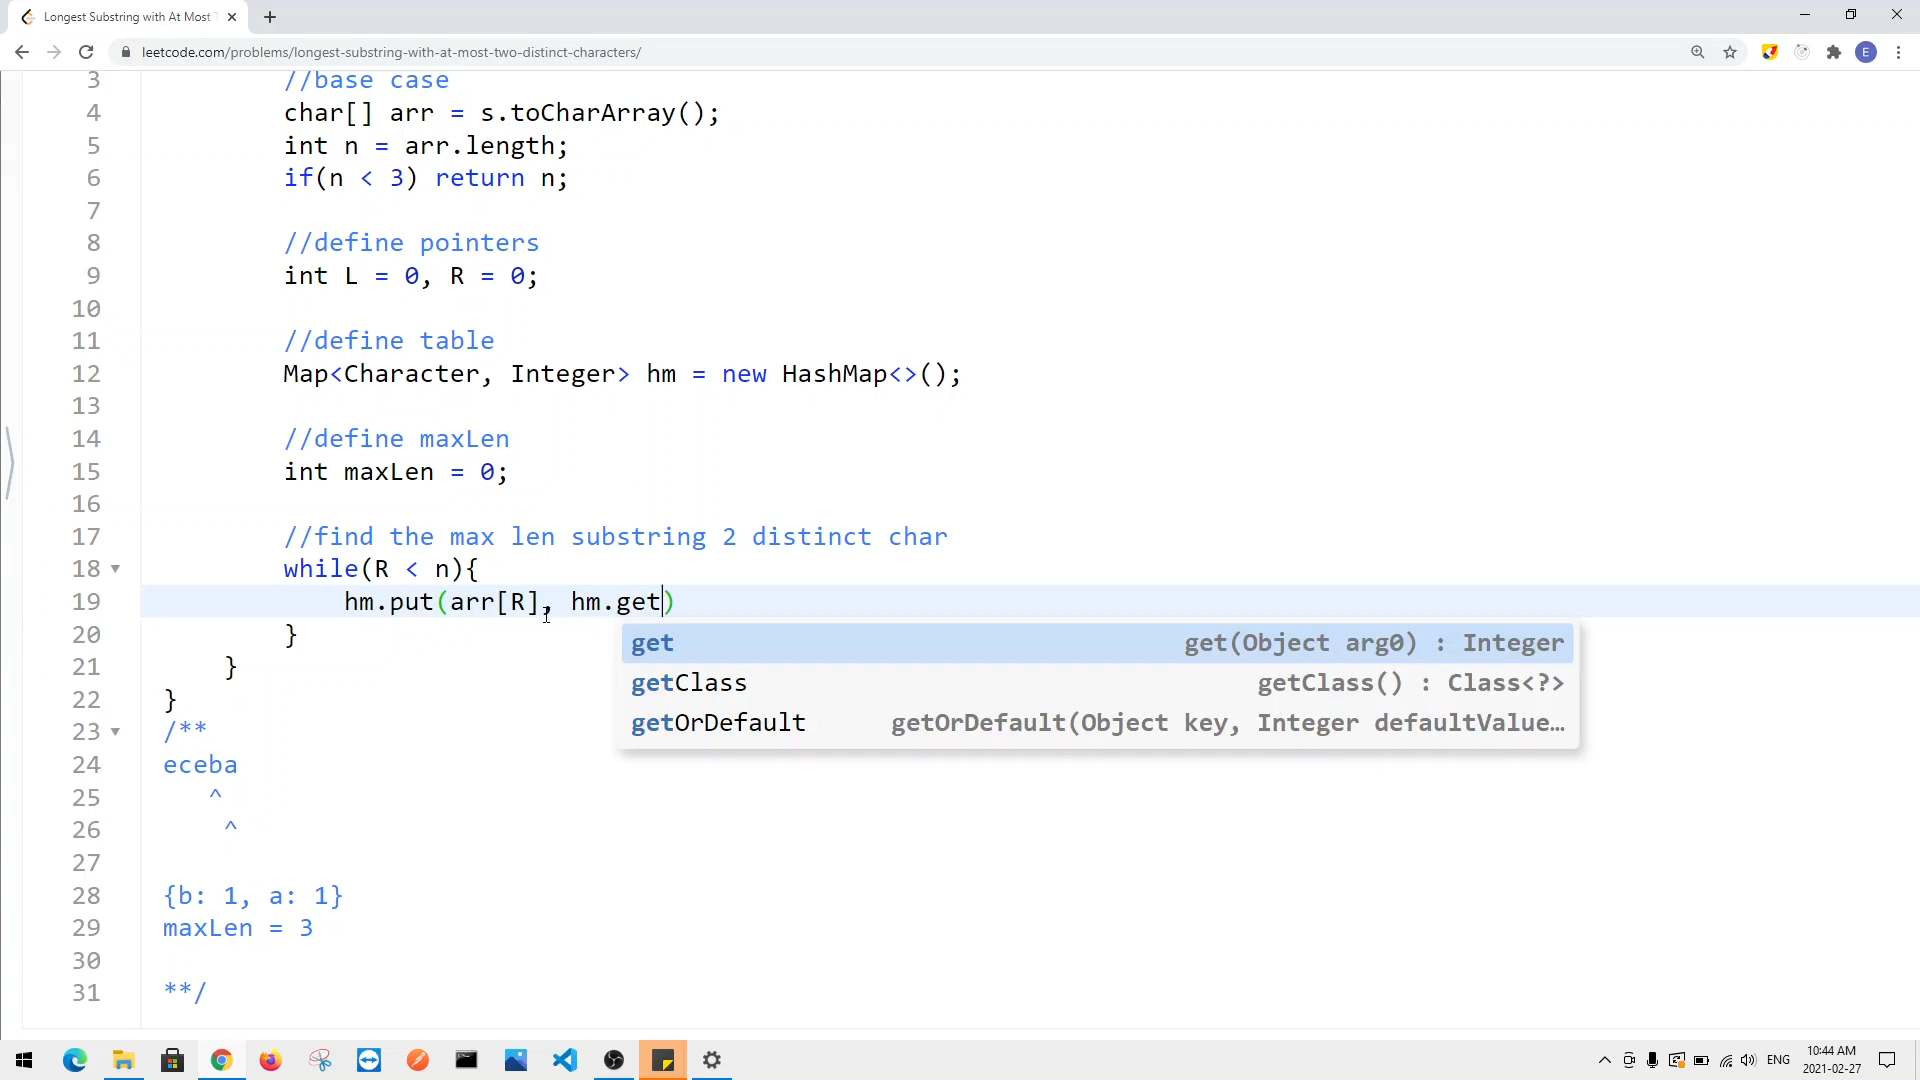 Longest Substring with At Most T
leetcode.com/problems/longest-substring-with-at-most-two-distinct-characters/
E
3 //base case
4 char[] arr = s.toCharArray();
5 int n = arr.length;
6 if(n < 3) return n;
7
8 //define pointers
9 int L = 0, R = 0;
10
11 //define table
12 Map<Character, Integer> hm = new HashMap<>();
13
14 //define maxLen
15 int maxLen = 0;
16
17 //find the max len substring 2 distinct char
18 while(R < n){
19 hm.put(arr[R], hm.get)
20 }
get get(Object arg0) : Integer
21 }
getClass getClass() : Class<?>
22 }
getOrDefault getOrDefault(Object key, Integer defaultValue…
23 /**
24 eceba
25 ^
26 ^
27
28 {b: 1, a: 1}
29 maxLen = 3
30
31 **/
ENG
10:44 AM
2021-02-27